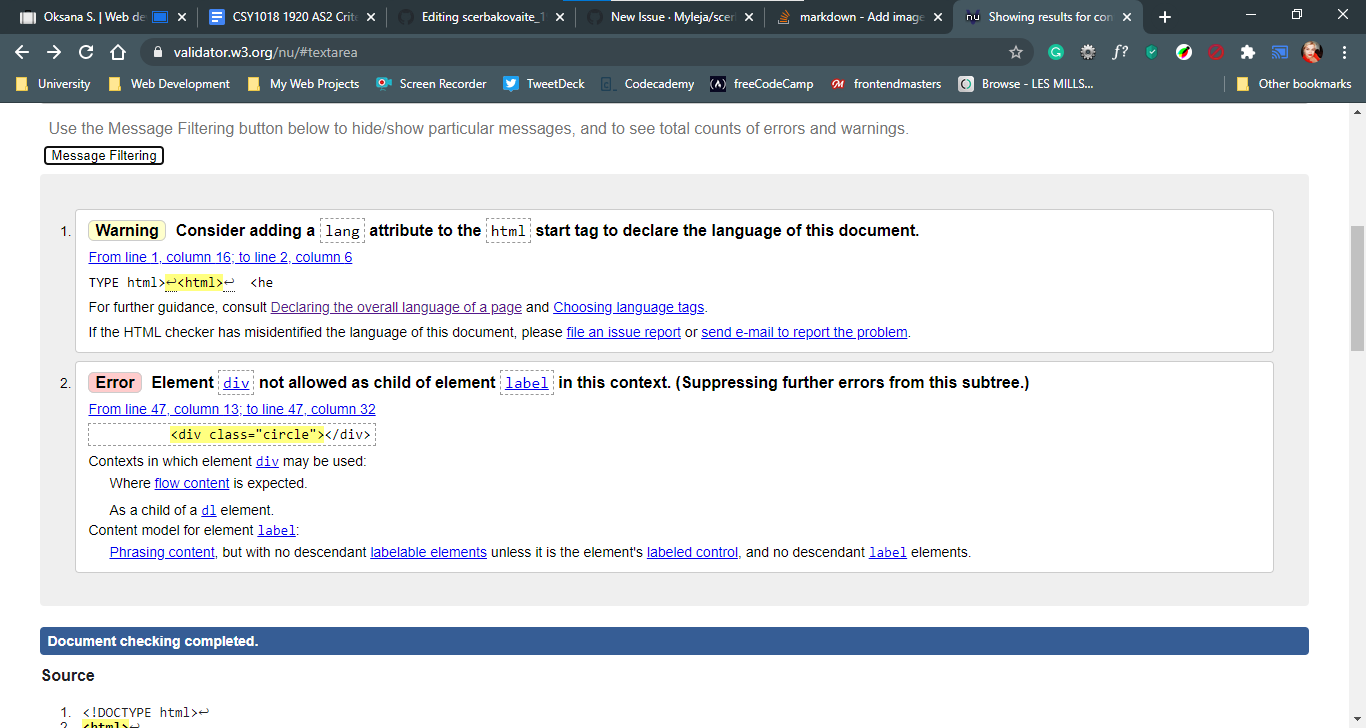 Oksana S. | Web de
CSY1018 1920 AS2 Crite
Editing scerbakovaite_1
New Issue · Myleja/scer
markdown - Add image
Showing results for con
validator.w3.org/nu/#textarea
University
Web Development
My Web Projects
Screen Recorder
TweetDeck
Codecademy
freeCodeCamp
frontendmasters
Browse - LES MILLS...
Other bookmarks
Use the Message Filtering button below to hide/show particular messages, and to see total counts of errors and warnings.
Message Filtering
1. Warning Consider adding a lang attribute to the html start tag to declare the language of this document.
From line 1, column 16; to line 2, column 6
TYPE html>↩<html>↩  <he
For further guidance, consult Declaring the overall language of a page and Choosing language tags.
If the HTML checker has misidentified the language of this document, please file an issue report or send e-mail to report the problem.
2. Error Element div not allowed as child of element label in this context. (Suppressing further errors from this subtree.)
From line 47, column 13; to line 47, column 32
<div class="circle"></div>
Contexts in which element div may be used:
Where flow content is expected.
As a child of a dl element.
Content model for element label:
Phrasing content, but with no descendant labelable elements unless it is the element's labeled control, and no descendant label elements.
Document checking completed.
Source
1. <!DOCTYPE html>↩
2. <html>↩